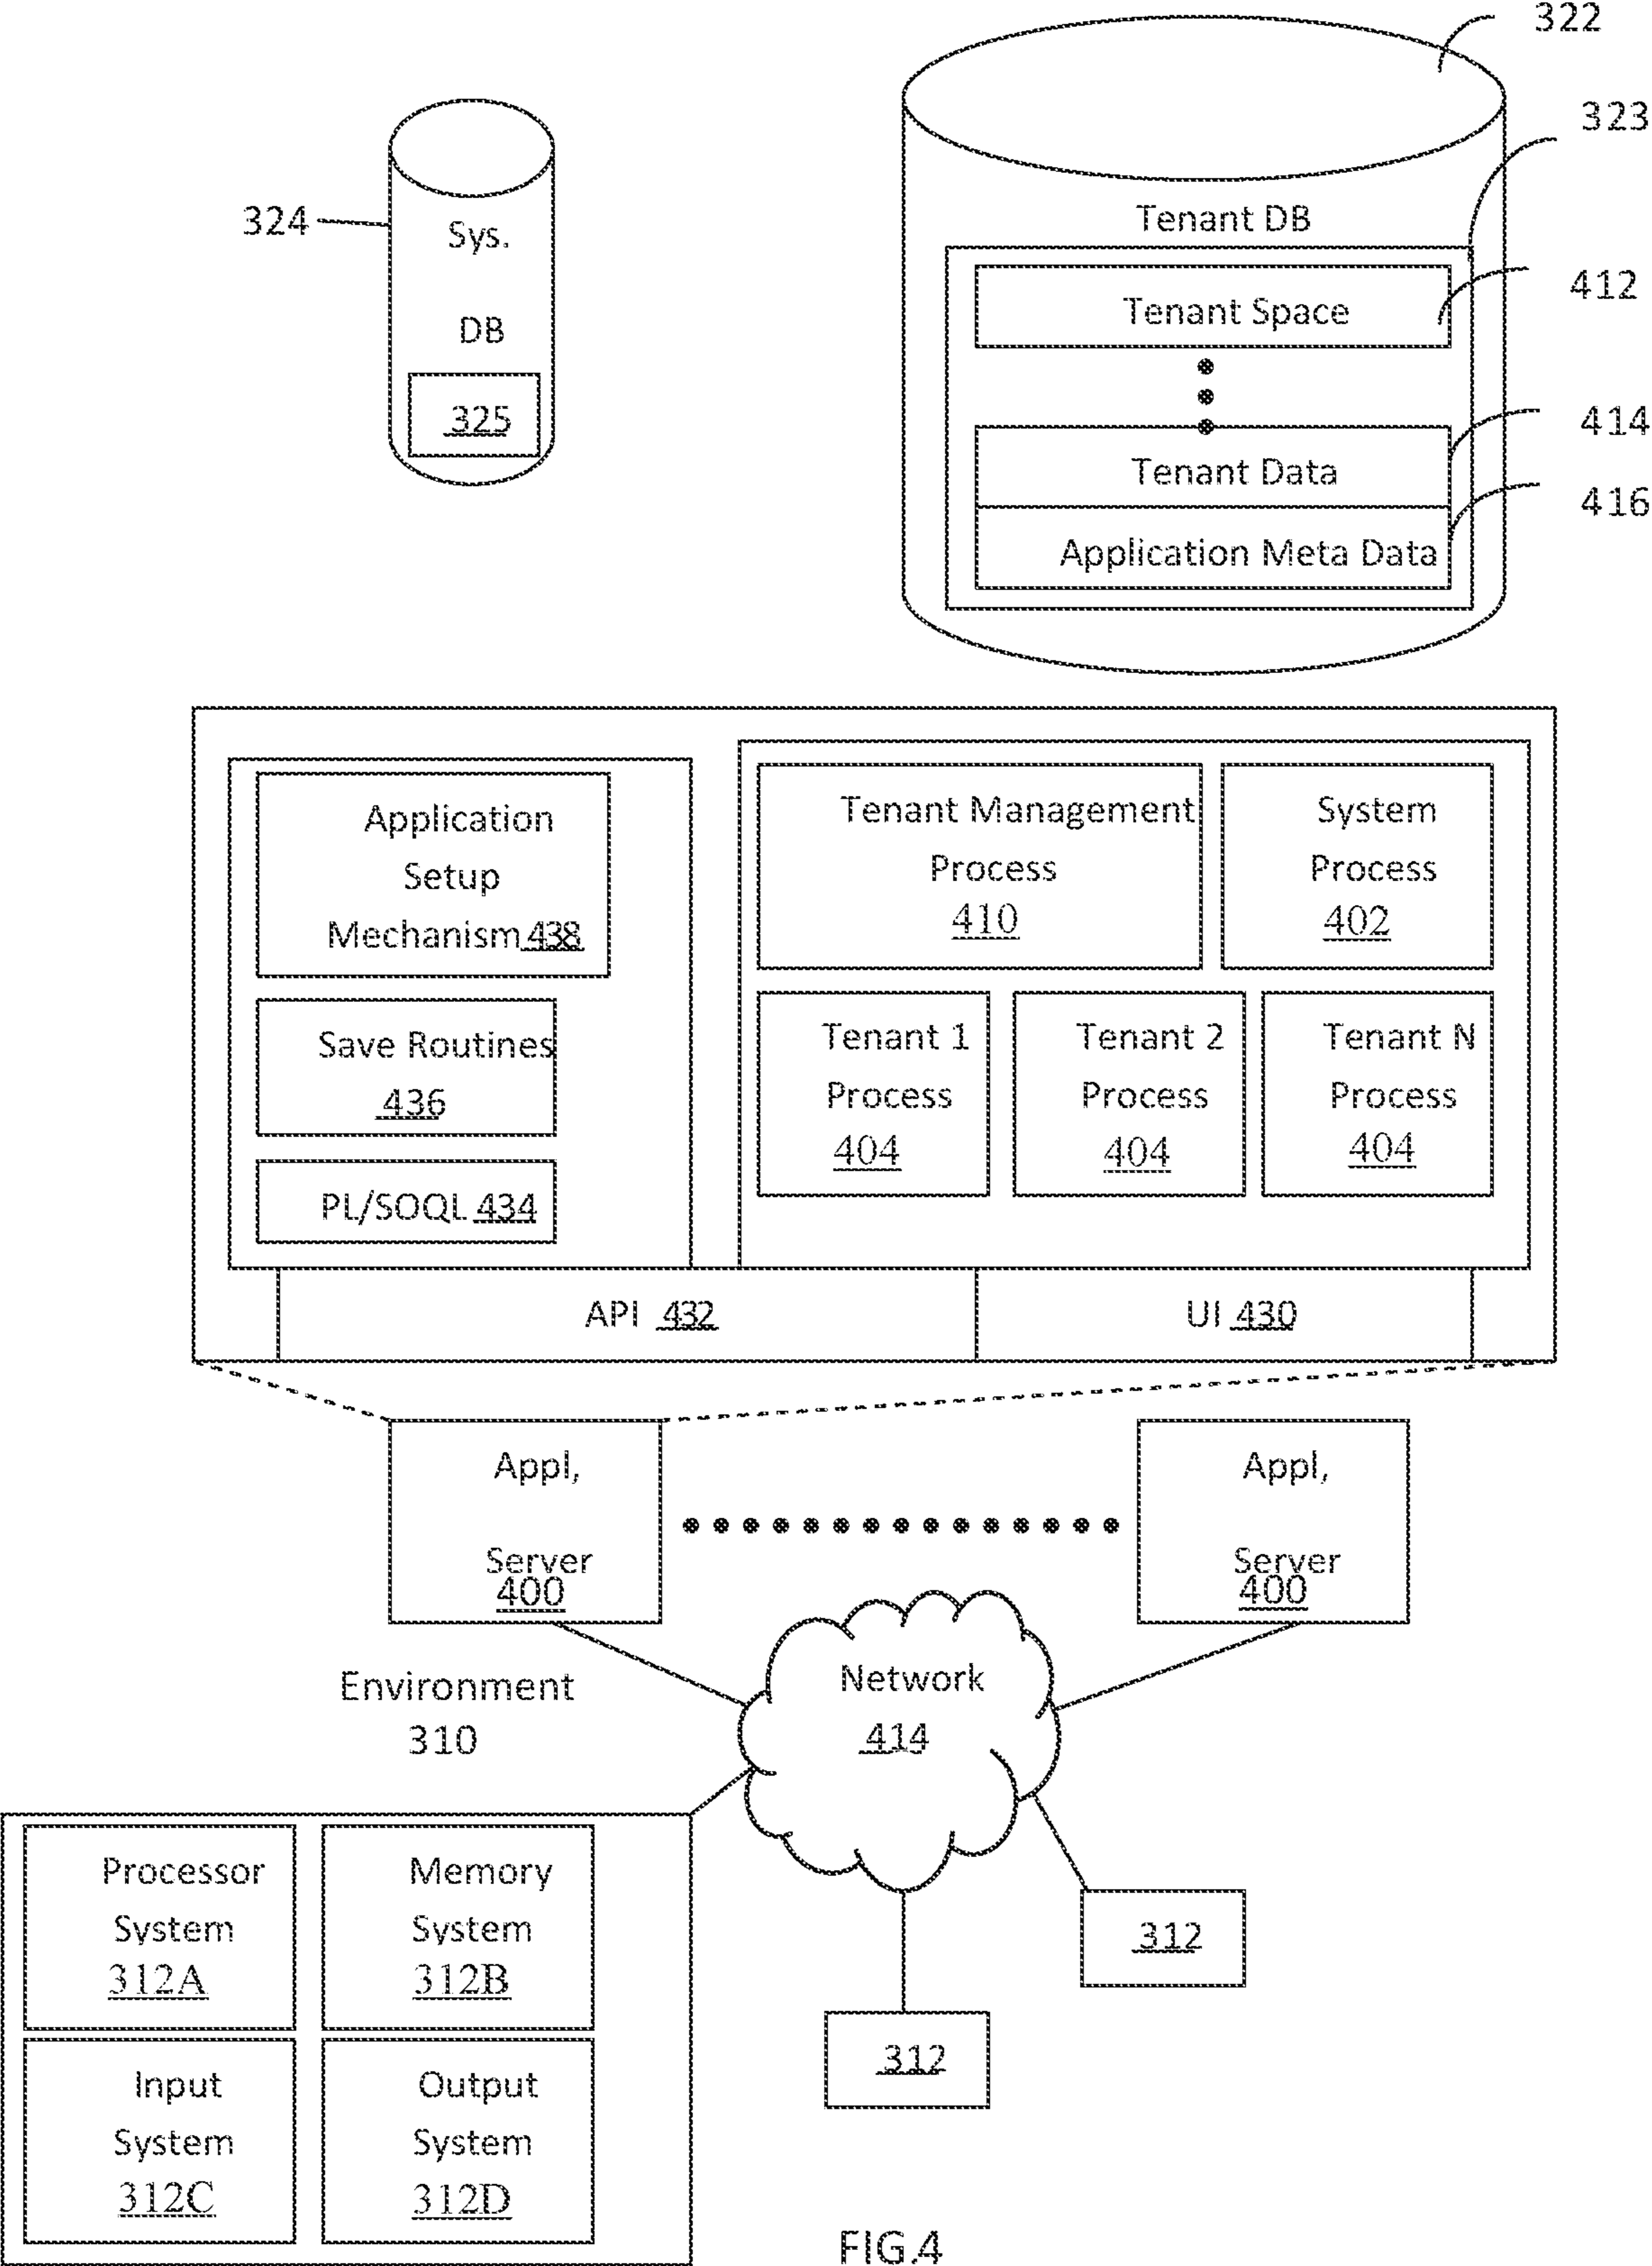 322
323
324
Sys.
DB
325
Tenant DB
Tenant Space
412
Tenant Data
414
Application Meta Data
416
Application
Setup
Mechanism 438
Save Routines
436
PL/SOQL 434
Tenant Management
Process
410
System
Process
402
Tenant 1
Process
404
Tenant 2
Process
404
Tenant N
Process
404
API 432
UI 430
Appl,
Server
400
Appl,
Server
400
Environment
310
Network
414
Processor
System
312A
Memory
System
312B
Input
System
312C
Output
System
312D
312
312
FIG.4